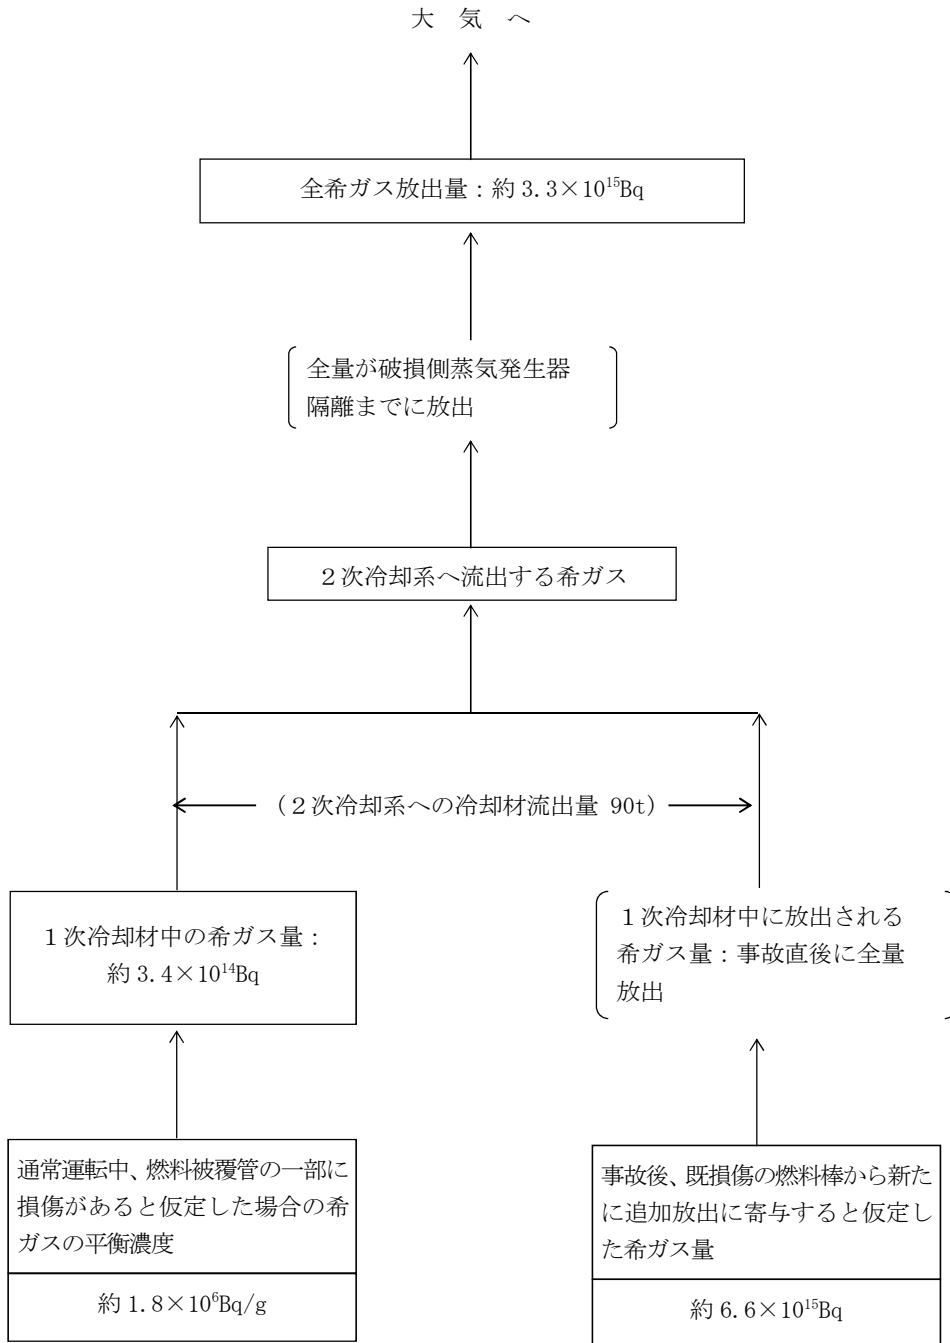 大 気 へ
全希ガス放出量：約 3.3×10¹⁵Bq
全量が破損側蒸気発生器
隔離までに放出
２次冷却系へ流出する希ガス
（２次冷却系への冷却材流出量 90t）
１次冷却材中の希ガス量：
約 3.4×10¹⁴Bq
１次冷却材中に放出される
希ガス量：事故直後に全量
放出
通常運転中、燃料被覆管の一部に
損傷があると仮定した場合の希
ガスの平衡濃度
約 1.8×10⁶Bq/g
事故後、既損傷の燃料棒から新た
に追加放出に寄与すると仮定し
た希ガス量
約 6.6×10¹⁵Bq